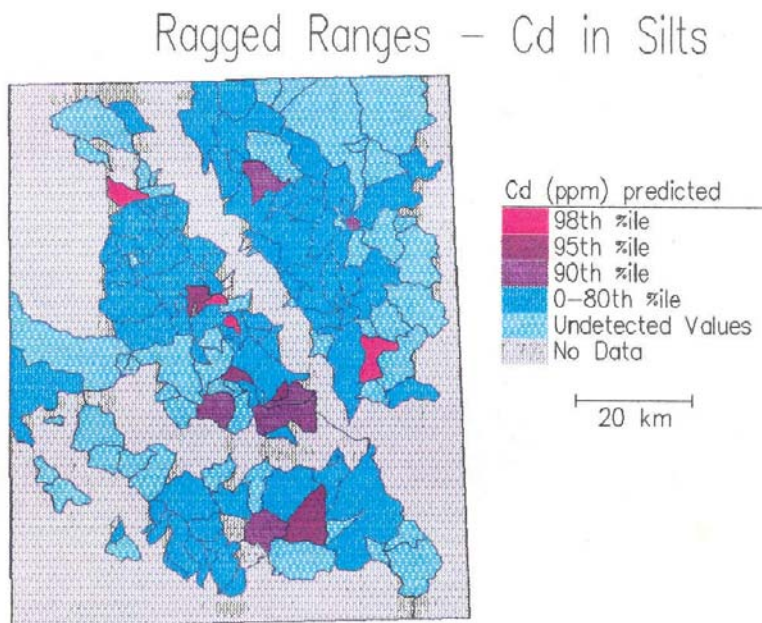 Ragged Ranges - Cd in Silts
Cd (ppm) predicted
98th %ile
95th %ile
90th %ile
0-80th %ile
Undetected Values
No Data
20 km